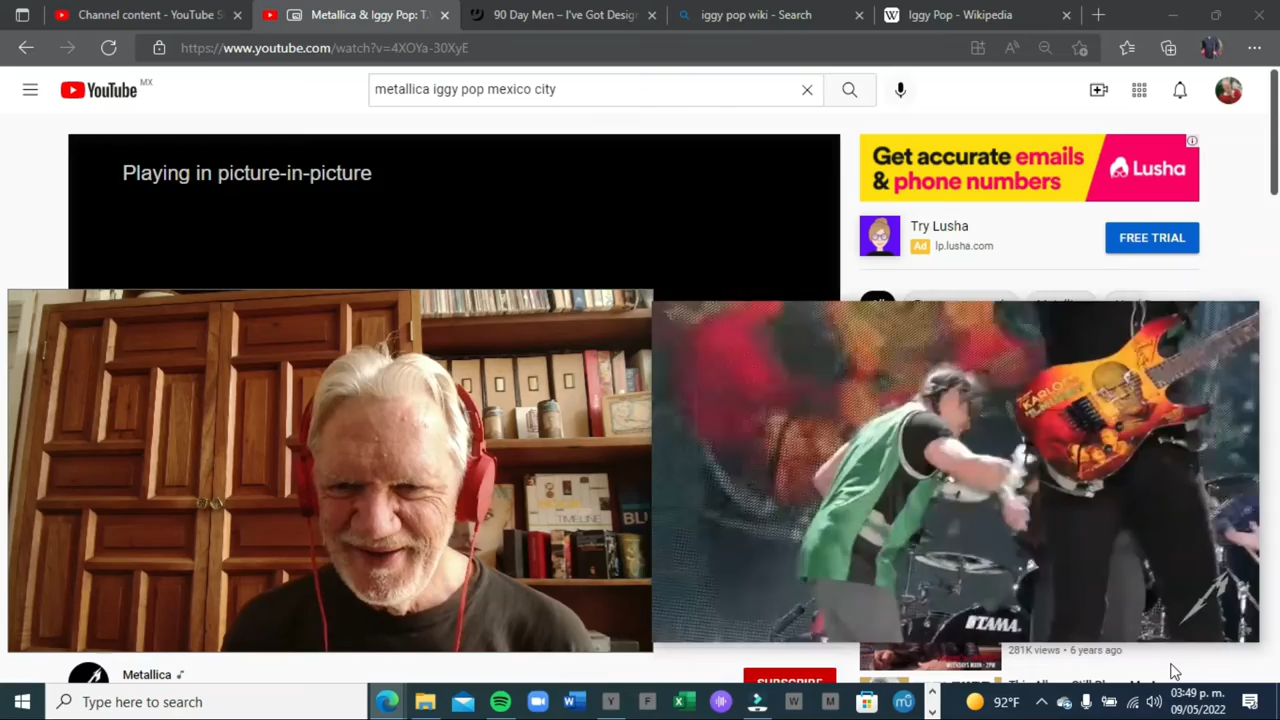 Channel content - YouTube S
Metallica & Iggy Pop: T.V
90 Day Men – I've Got Desig
iggy pop wiki - Search
Iggy Pop - Wikipedia
https://www.youtube.com/watch?v=4XOYa-30XyE
YouTube MX
metallica iggy pop mexico city
Playing in picture-in-picture
Get accurate emails
& phone numbers
Lusha
Try Lusha
Ad lp.lusha.com
FREE TRIAL
TIMELINE
BLU
TAMA
281K views • 6 years ago
Metallica
SUBSCRIBE
Type here to search
92°F
03:49 p. m.
09/05/2022